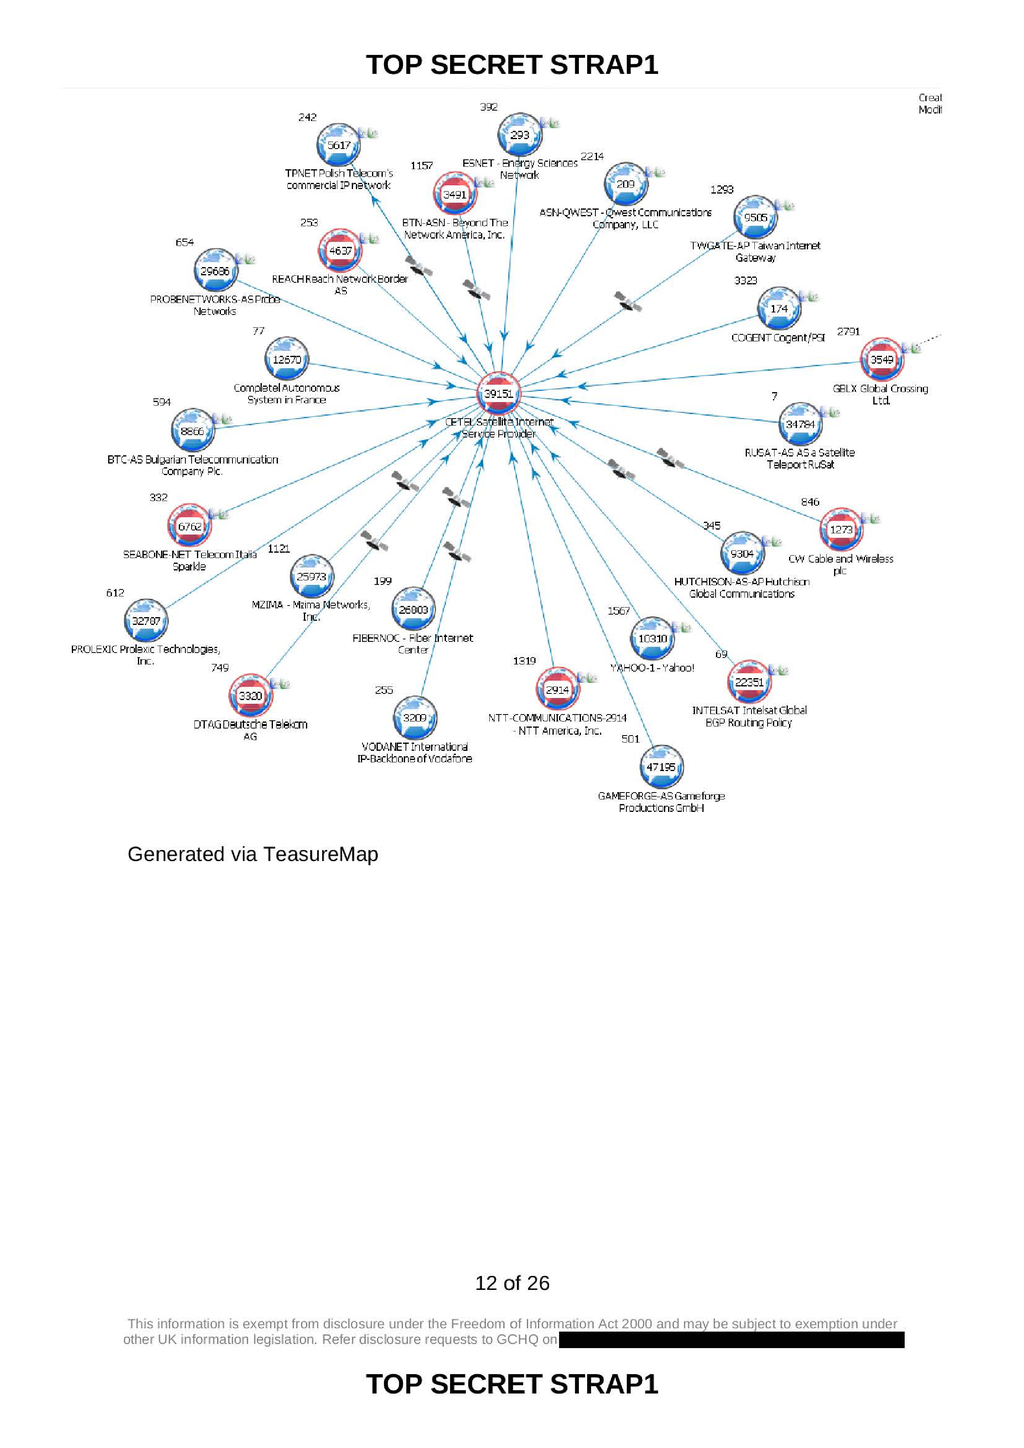 TOP SECRET STRAP1
Creat
Modif
392
242
293
5617
ESNET - Energy Sciences
Network
2214
TPNET Polish Telecom's
commercial IP network
1157
3491
209
1293
BTN-ASN - Beyond The
Network America, Inc.
ASN-QWEST - Qwest Communications
Company, LLC
9505
253
4637
TWGATE-AP Taiwan Internet
Gateway
654
29686
REACH Reach Network Border
AS
3323
PROBENETWORKS-AS Probe
Networks
174
77
COGENT Cogent/PSI
2791
12670
3549
Completel Autonomous
System in France
GBLX Global Crossing
Ltd.
39151
CETEL Satellite Internet
Service Provider
594
7
8866
34784
BTC-AS Bulgarian Telecommunication
Company Plc.
RUSAT-AS AS a Satellite
Teleport RuSat
332
846
6762
345
1273
SEABONE-NET Telecom Italia
Sparkle
1121
9304
CW Cable and Wireless
plc
25973
HUTCHISON-AS-AP Hutchison
Global Communications
612
199
MZIMA - Mzima Networks,
Inc.
32787
26803
1567
PROLEXIC Prolexic Technologies,
Inc.
FIBERNOC - Fiber Internet
Center
10310
749
1319
YAHOO-1 - Yahoo!
69
3320
255
2914
22351
DTAG Deutsche Telekom
AG
3209
NTT-COMMUNICATIONS-2914
- NTT America, Inc.
INTELSAT Intelsat Global
BGP Routing Policy
VODANET International
IP-Backbone of Vodafone
501
47195
GAMEFORGE-AS Gameforge
Productions GmbH
Generated via TeasureMap
12 of 26
This information is exempt from disclosure under the Freedom of Information Act 2000 and may be subject to exemption under
other UK information legislation. Refer disclosure requests to GCHQ on
TOP SECRET STRAP1